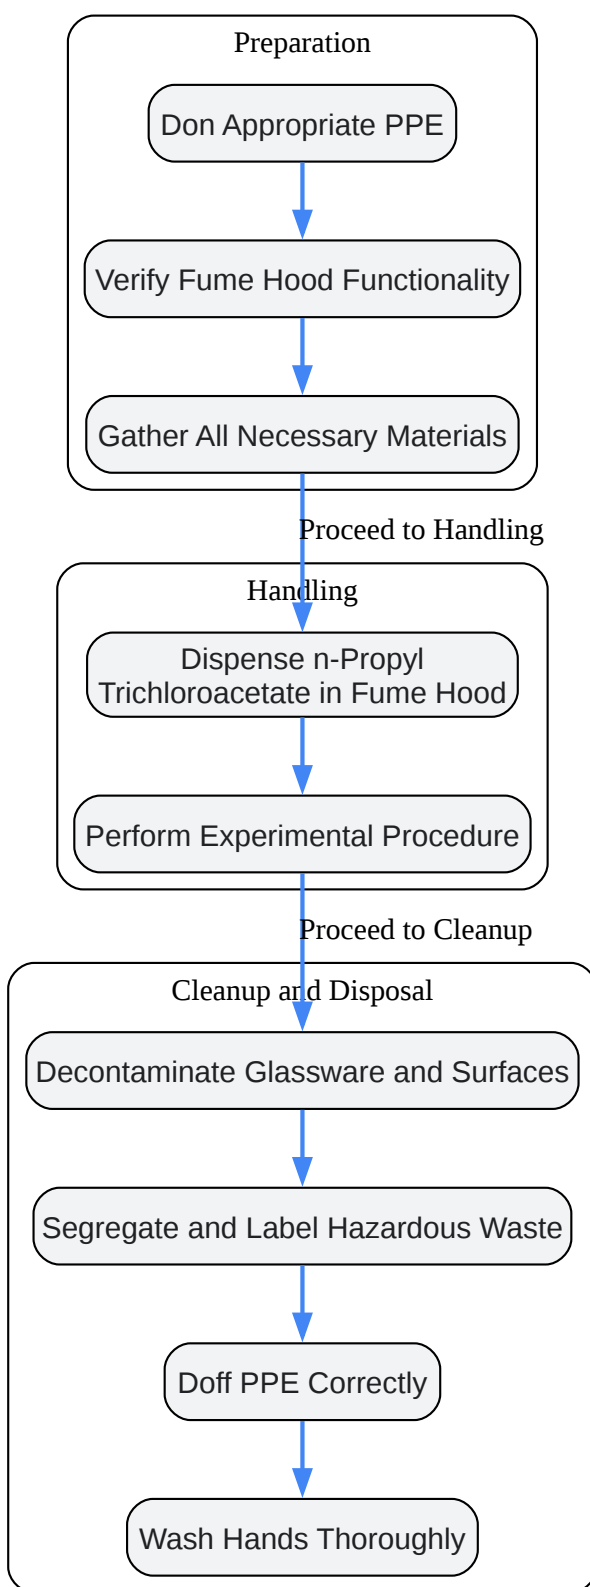 Preparation
Don Appropriate PPE
Verify Fume Hood Functionality
Gather All Necessary Materials
Proceed to Handling
Handling
Dispense n-Propyl
Trichloroacetate in Fume Hood
Perform Experimental Procedure
Proceed to Cleanup
Cleanup and Disposal
Decontaminate Glassware and Surfaces
Segregate and Label Hazardous Waste
Doff PPE Correctly
Wash Hands Thoroughly